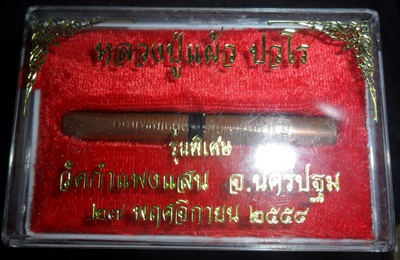 หลวงปู่แผ้ว ปวโร
รุ่นพิเศษ
วัดกำแพงแสน อ.นครปฐม
๒๗ พฤศจิกายน ๒๕๕๔